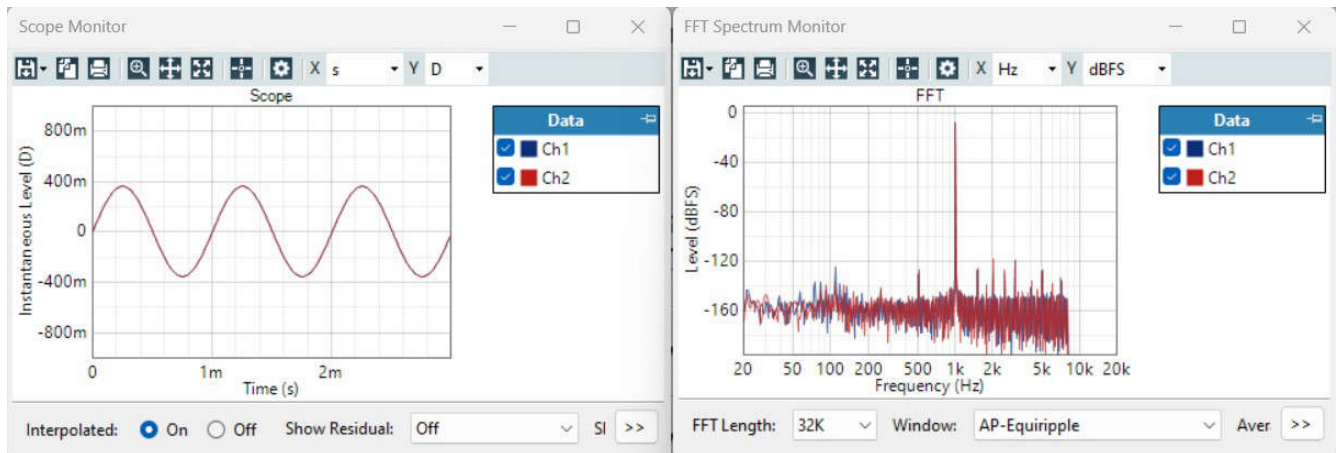 Scope Monitor
X s Y D
Scope
Data
Ch1
Ch2
Instantaneous Level (D)
800m
400m
0
-400m
-800m
0 1m 2m
Time (s)
Interpolated: On Off Show Residual: Off Sl >>
FFT Spectrum Monitor
X Hz Y dBFS
FFT
Data
Ch1
Ch2
Level (dBFS)
0
-40
-80
-120
-160
20 50 100 200 500 1k 2k 5k 10k 20k
Frequency (Hz)
FFT Length: 32K Window: AP-Equiripple Aver >>